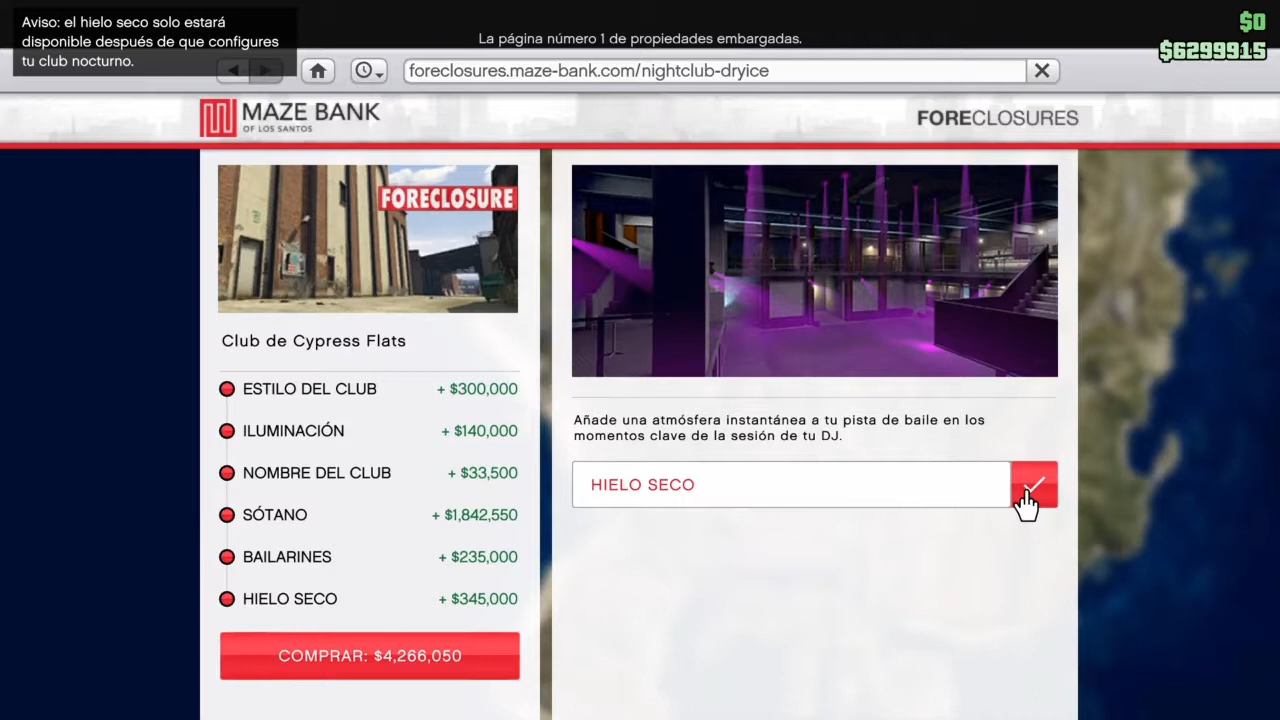 Aviso: el hielo seco solo estará
disponible después de que configures
tu club nocturno.
La página número 1 de propiedades embargadas.
$0
$6299915
foreclosures.maze-bank.com/nightclub-dryice
MAZE BANK
OF LOS SANTOS
FORECLOSURES
FORECLOSURE
Club de Cypress Flats
ESTILO DEL CLUB + $300,000
ILUMINACIÓN + $140,000
NOMBRE DEL CLUB + $33,500
SÓTANO + $1,842,550
BAILARINES + $235,000
HIELO SECO + $345,000
COMPRAR: $4,266,050
Añade una atmósfera instantánea a tu pista de baile en los
momentos clave de la sesión de tu DJ.
HIELO SECO